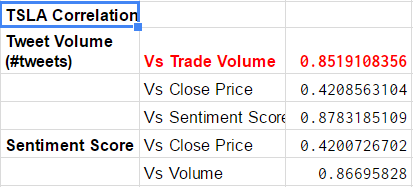 TSLA Correlation
Tweet Volume
(#tweets) Vs Trade Volume 0.8519108356
Vs Close Price 0.4208563104
Vs Sentiment Score 0.8783185109
Sentiment Score Vs Close Price 0.4200726702
Vs Volume 0.86695828